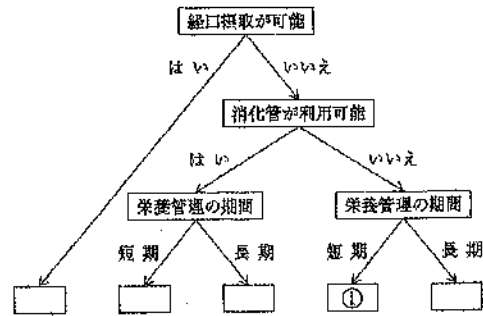 経口摂取が可能
はい
いいえ
消化管が利用可能
はい
いいえ
栄養管理の期間
栄養管理の期間
短期
長期
短期
長期
①